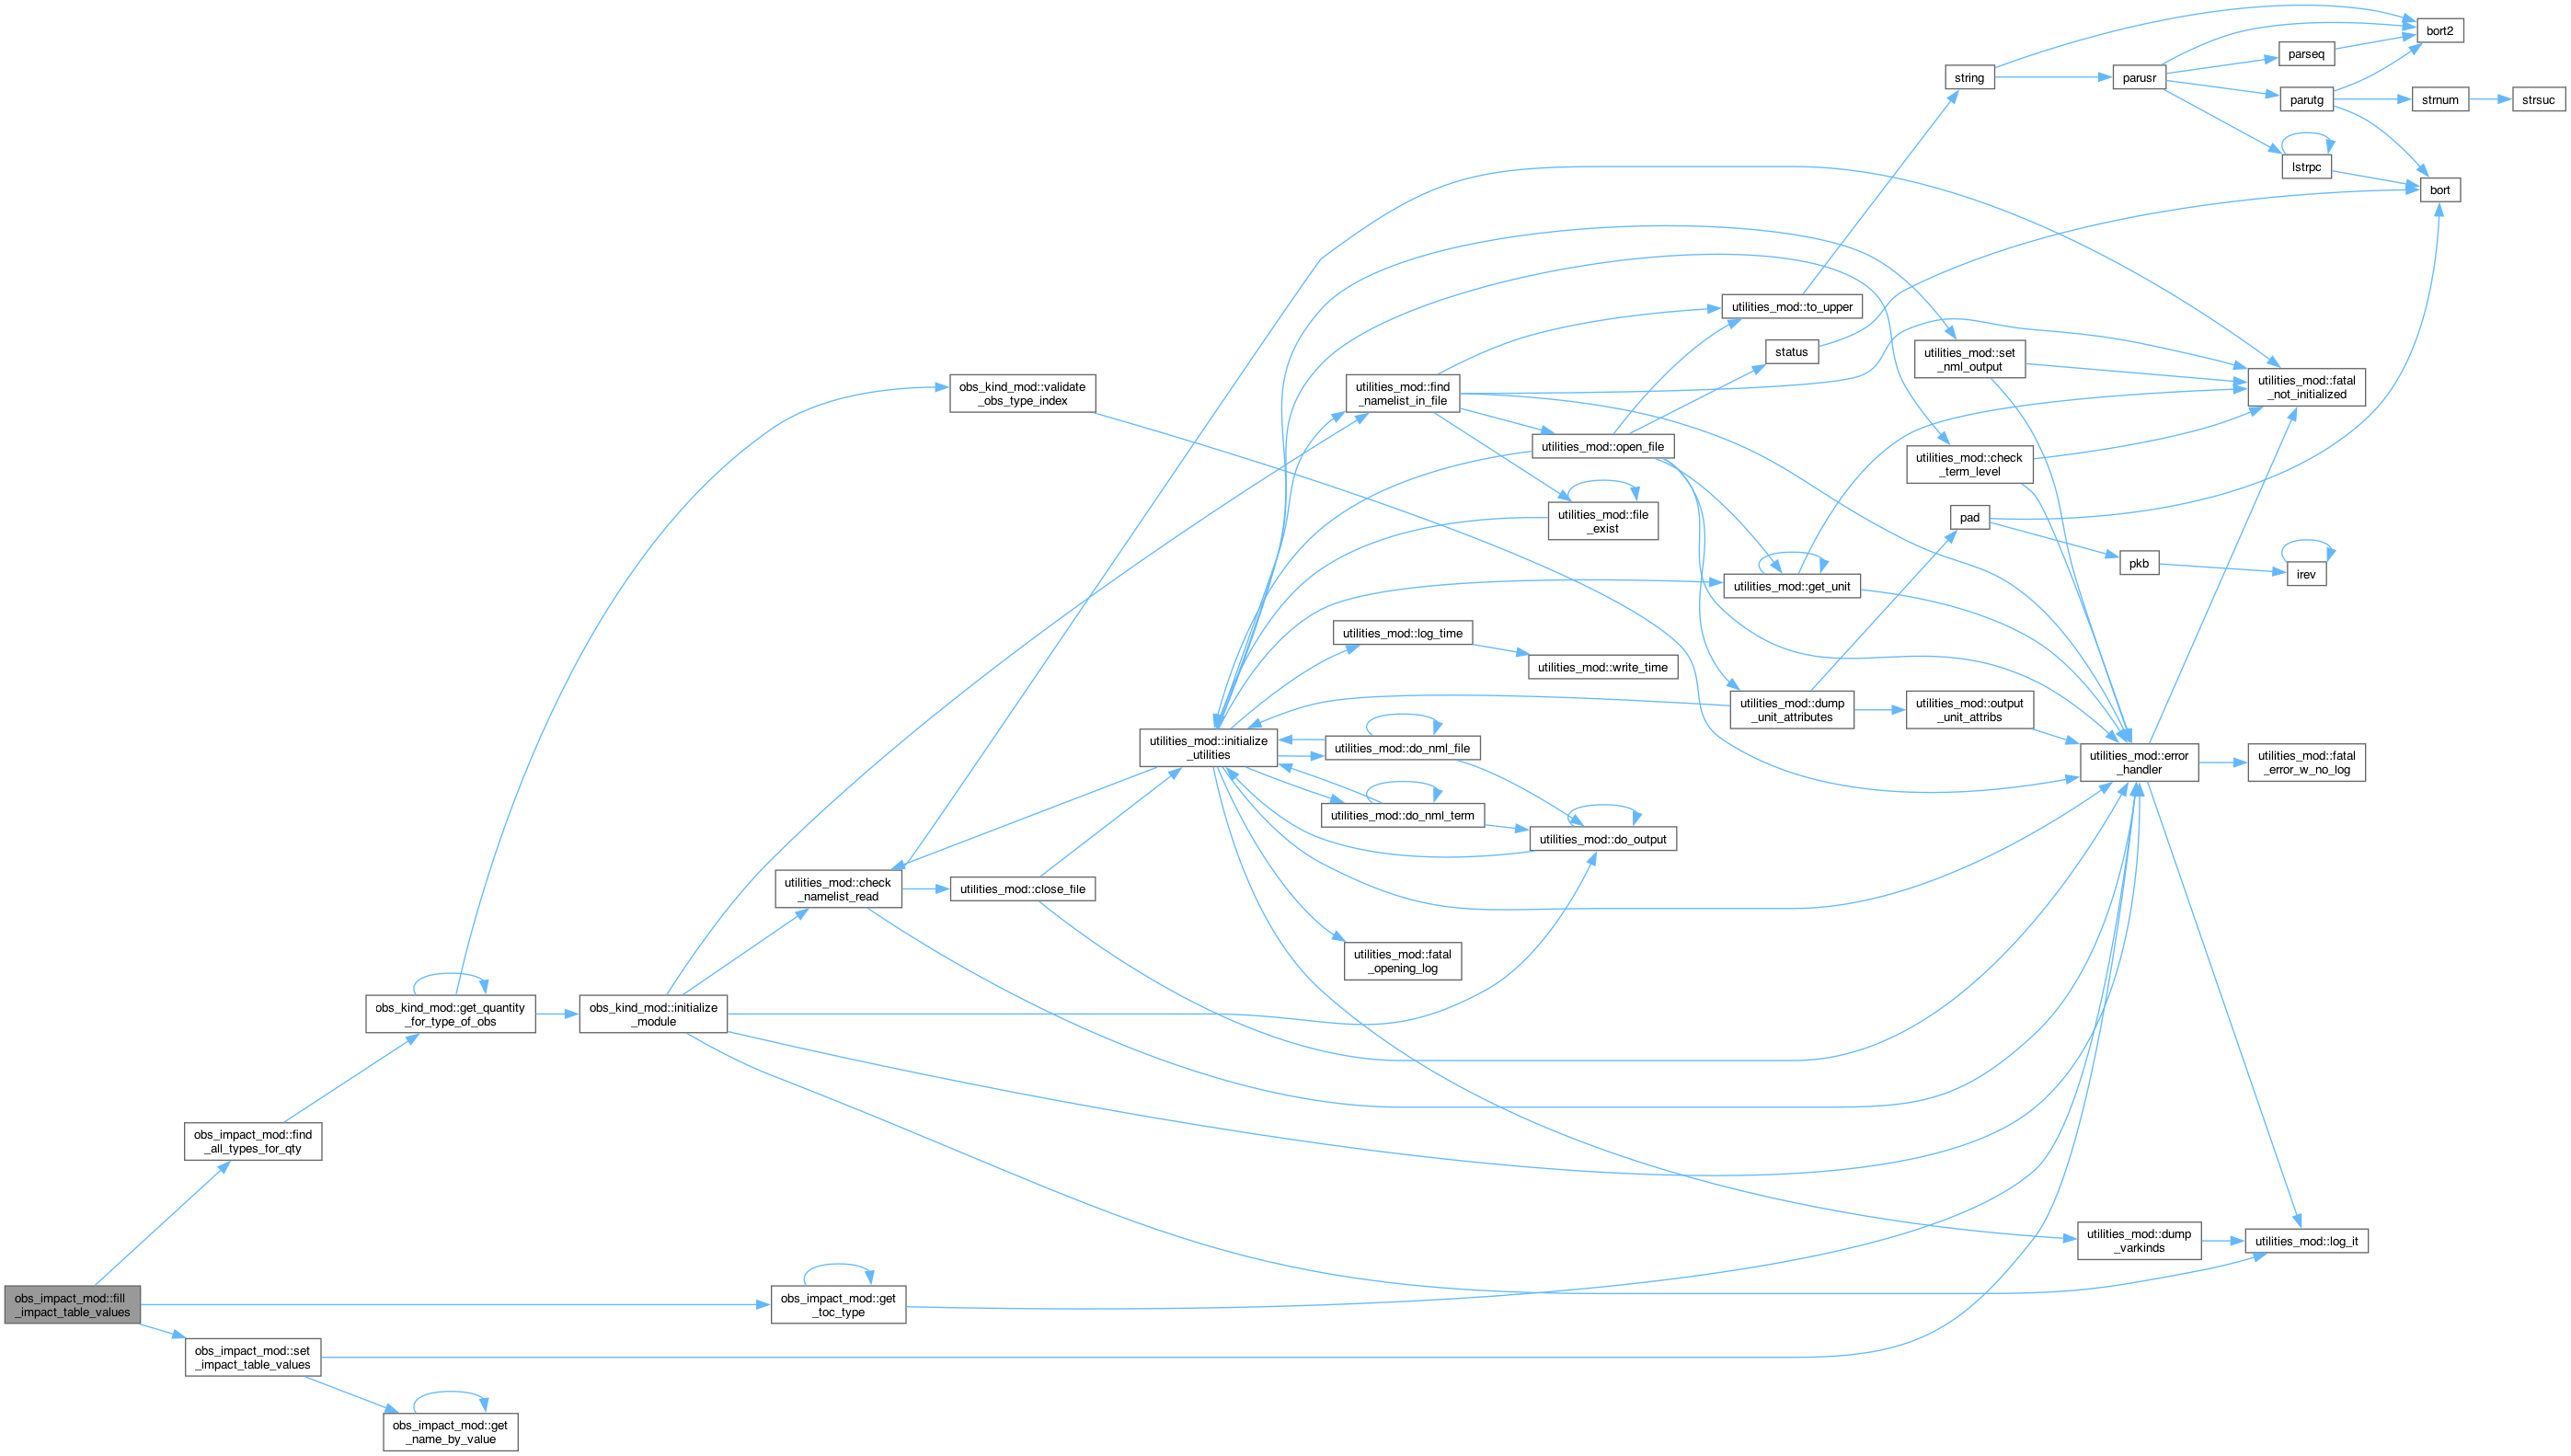 bort2
parseq
string
parusr
parutg
strnum
strsuc
lstrpc
bort
utilities_mod::to_upper
status
utilities_mod::set
_nml_output
obs_kind_mod::validate
_obs_type_index
utilities_mod::find
_namelist_in_file
utilities_mod::fatal
_not_initialized
utilities_mod::open_file
utilities_mod::check
_term_level
utilities_mod::file
_exist
pad
pkb
irev
utilities_mod::get_unit
utilities_mod::log_time
utilities_mod::write_time
utilities_mod::dump
_unit_attributes
utilities_mod::output
_unit_attribs
utilities_mod::initialize
_utilities
utilities_mod::do_nml_file
utilities_mod::error
_handler
utilities_mod::fatal
_error_w_no_log
utilities_mod::do_nml_term
utilities_mod::do_output
utilities_mod::check
_namelist_read
utilities_mod::close_file
utilities_mod::fatal
_opening_log
obs_kind_mod::get_quantity
_for_type_of_obs
obs_kind_mod::initialize
_module
obs_impact_mod::find
_all_types_for_qty
utilities_mod::dump
_varkinds
utilities_mod::log_it
obs_impact_mod::fill
_impact_table_values
obs_impact_mod::get
_toc_type
obs_impact_mod::set
_impact_table_values
obs_impact_mod::get
_name_by_value